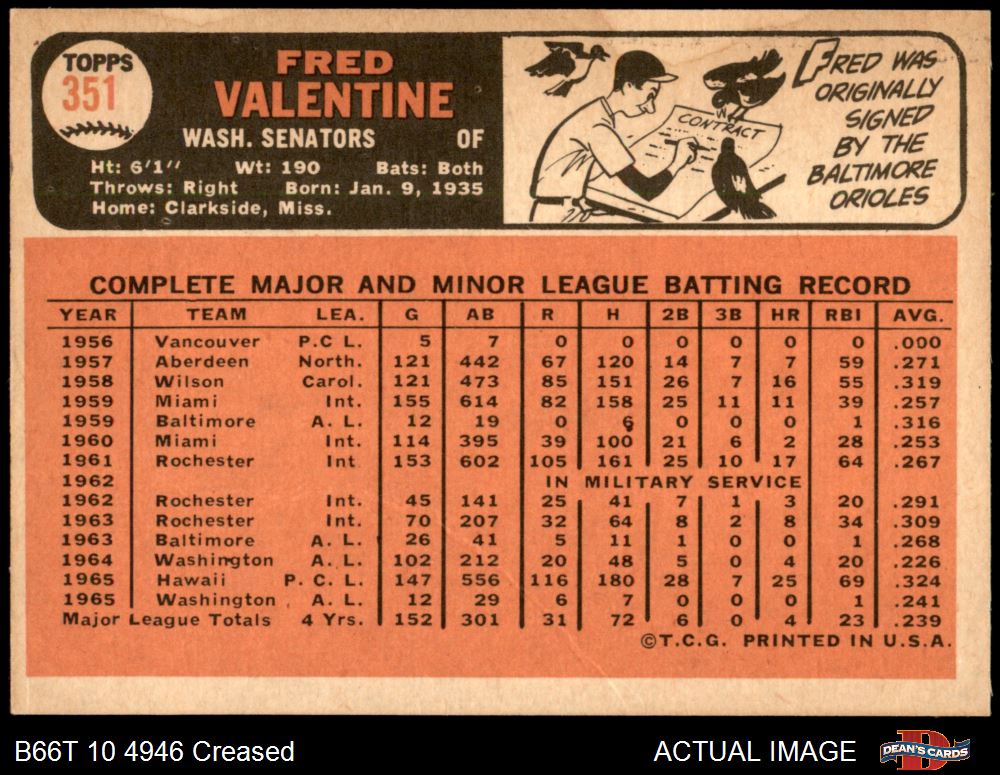 TOPPS
351
FRED
VALENTINE
WASH. SENATORS OF
Ht: 6'1" Wt: 190 Bats: Both
Throws: Right Born: Jan. 9, 1935
Home: Clarkside, Miss.
CONTRACT
FRED WAS
ORIGINALLY
SIGNED
BY THE
BALTIMORE
ORIOLES
COMPLETE MAJOR AND MINOR LEAGUE BATTING RECORD
YEAR TEAM LEA. G AB R H 2B 3B HR RBI AVG.
1956 Vancouver P.C L. 5 7 0 0 0 0 0 0 .000
1957 Aberdeen North. 121 442 67 120 14 7 7 59 .271
1958 Wilson Carol. 121 473 85 151 26 7 16 55 .319
1959 Miami Int. 155 614 82 158 25 11 11 39 .257
1959 Baltimore A. L. 12 19 0 6 0 0 0 1 .316
1960 Miami Int. 114 395 39 100 21 6 2 28 .253
1961 Rochester Int 153 602 105 161 25 10 17 64 .267
1962 IN MILITARY SERVICE
1962 Rochester Int. 45 141 25 41 7 1 3 20 .291
1963 Rochester Int. 70 207 32 64 8 2 8 34 .309
1963 Baltimore A. L. 26 41 5 11 1 0 0 1 .268
1964 Washington A. L. 102 212 20 48 5 0 4 20 .226
1965 Hawaii P. C. L. 147 556 116 180 28 7 25 69 .324
1965 Washington A. L. 12 29 6 7 0 0 0 1 .241
Major League Totals 4 Yrs. 152 301 31 72 6 0 4 23 .239
©T.C.G. PRINTED IN U.S.A.
B66T 10 4946 Creased ACTUAL IMAGE DEAN'S CARDS